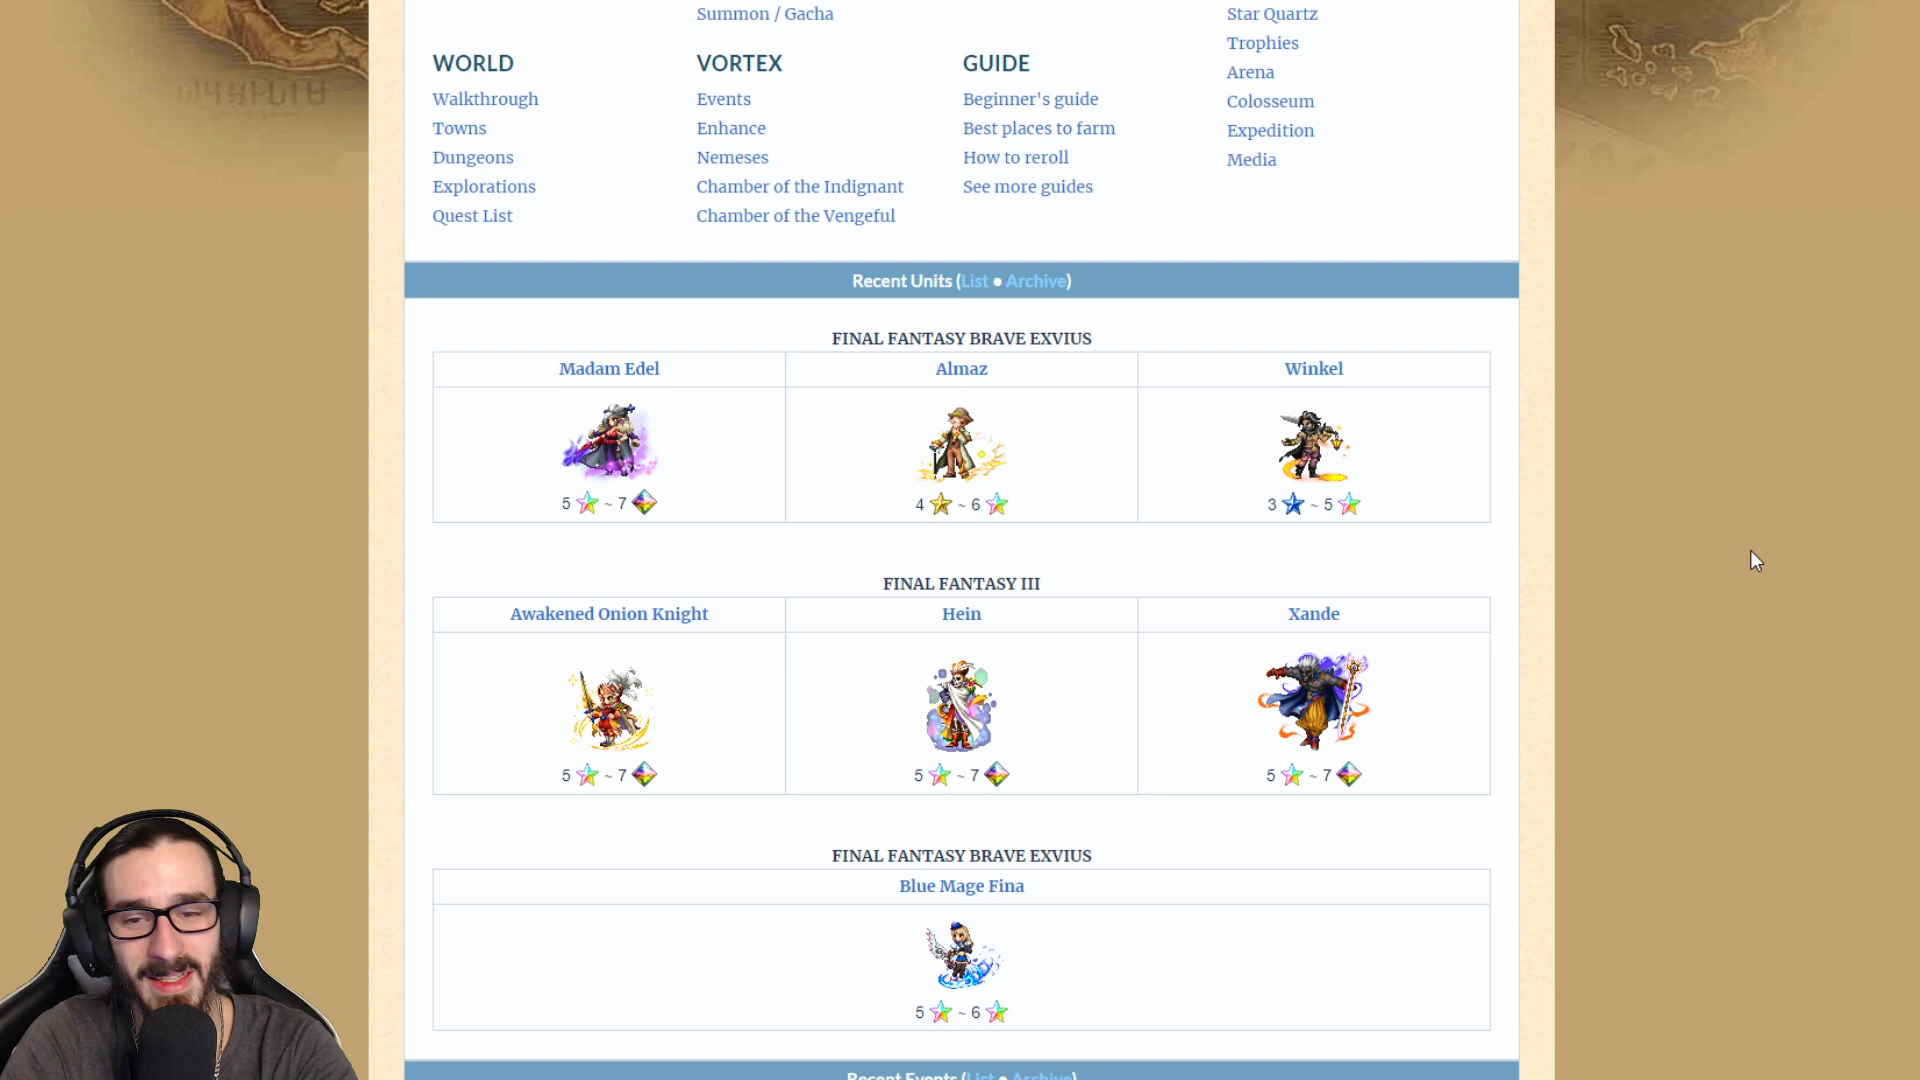 Summon / Gacha
Star Quartz
Trophies
Arena
Colosseum
Expedition
Media
WORLD
Walkthrough
Towns
Dungeons
Explorations
Quest List
VORTEX
Events
Enhance
Nemeses
Chamber of the Indignant
Chamber of the Vengeful
GUIDE
Beginner's guide
Best places to farm
How to reroll
See more guides
Recent Units (List • Archive)
FINAL FANTASY BRAVE EXVIUS
Madam Edel
Almaz
Winkel
5 ~ 7
4 ~ 6
3 ~ 5
FINAL FANTASY III
Awakened Onion Knight
Hein
Xande
5 ~ 7
5 ~ 7
5 ~ 7
FINAL FANTASY BRAVE EXVIUS
Blue Mage Fina
5 ~ 6
Recent Events (List • Archive)